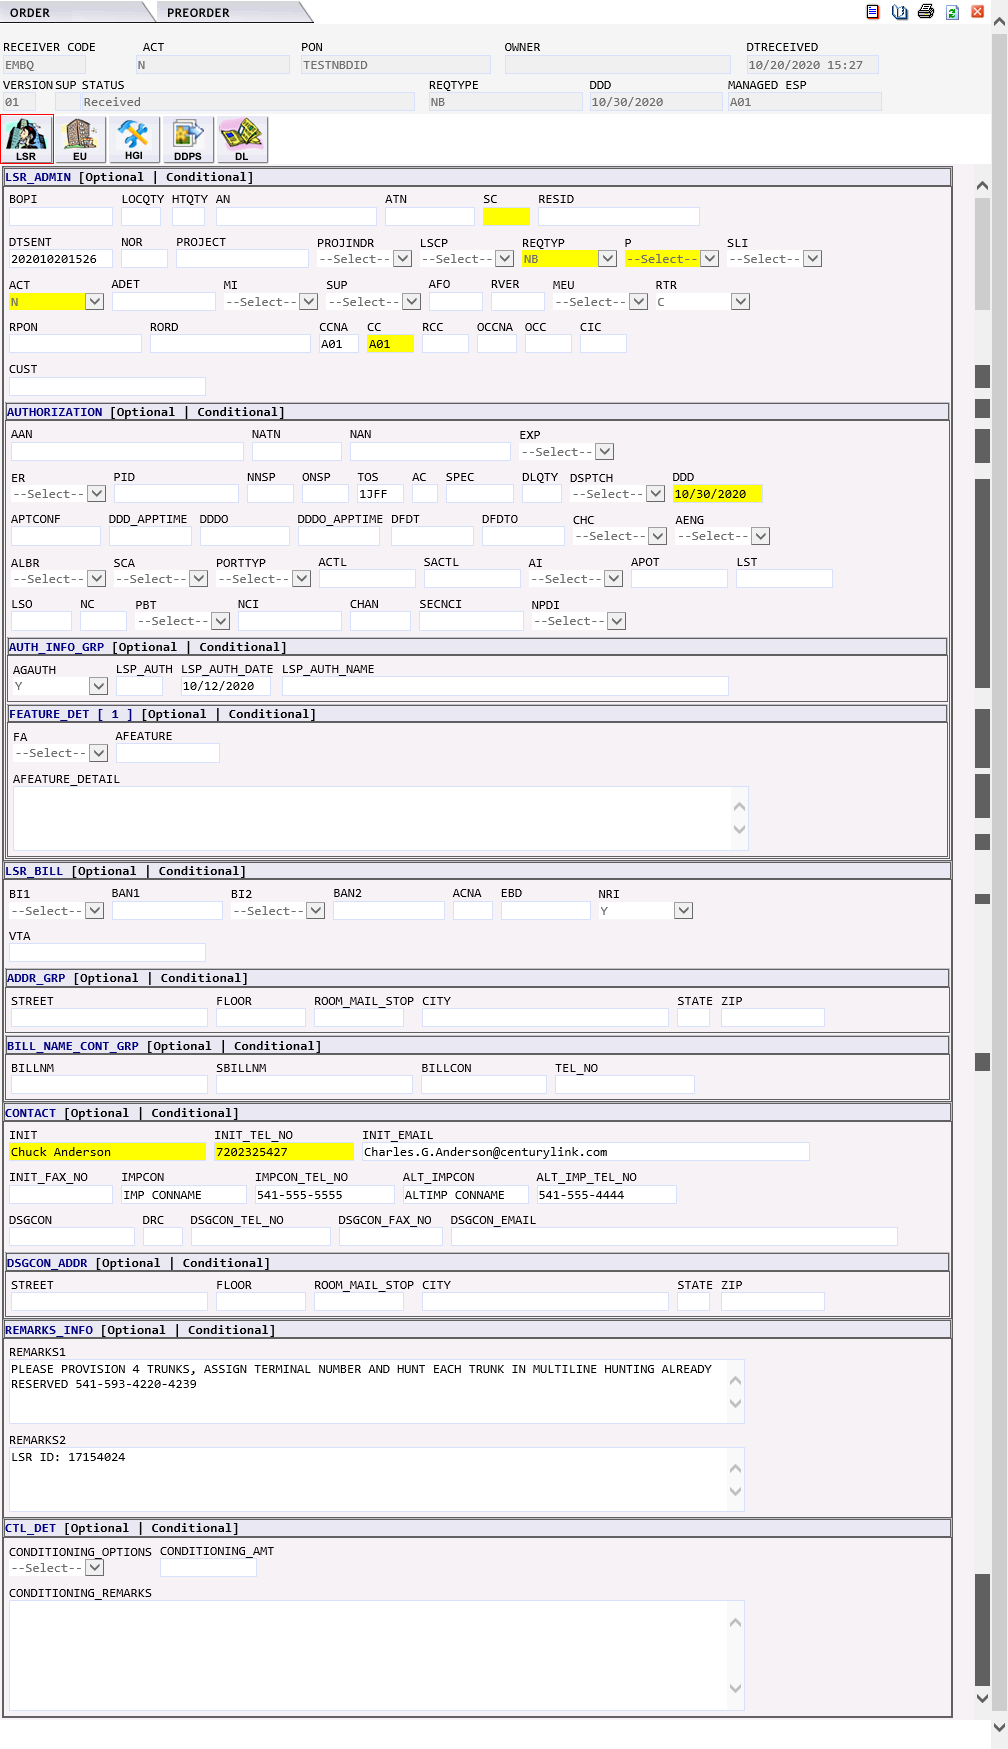 ORDER PREORDER
RECEIVER CODE ACT PON OWNER DTRECEIVED
EMBQ N TESTNBDID 10/20/2020 15:27
VERSION SUP STATUS REQTYPE DDD MANAGED ESP
01 Received NB 10/30/2020 A01
LSR EU HGI DDPS DL
LSR_ADMIN [Optional | Conditional]
BOPI LOCQTY HTQTY AN ATN SC RESID
DTSENT NOR PROJECT PROJINDR LSCP REQTYP P SLI
202010201526 --Select-- --Select-- NB --Select-- --Select--
ACT ADET MI SUP AFO RVER MEU RTR
N --Select-- --Select-- --Select-- C
RPON RORD CCNA CC RCC OCCNA OCC CIC
A01 A01
CUST
AUTHORIZATION [Optional | Conditional]
AAN NATN NAN EXP
--Select--
ER PID NNSP ONSP TOS AC SPEC DLQTY DSPTCH DDD
--Select-- 1JFF --Select-- 10/30/2020
APTCONF DDD_APPTIME DDDO DDDO_APPTIME DFDT DFDTO CHC AENG
--Select-- --Select--
ALBR SCA PORTTYP ACTL SACTL AI APOT LST
--Select-- --Select-- --Select-- --Select--
LSO NC PBT NCI CHAN SECNCI NPDI
--Select-- --Select--
AUTH_INFO_GRP [Optional | Conditional]
AGAUTH LSP_AUTH LSP_AUTH_DATE LSP_AUTH_NAME
Y 10/12/2020
FEATURE_DET [ 1 ] [Optional | Conditional]
FA AFEATURE
--Select--
AFEATURE_DETAIL
LSR_BILL [Optional | Conditional]
BI1 BAN1 BI2 BAN2 ACNA EBD NRI
--Select-- --Select-- Y
VTA
ADDR_GRP [Optional | Conditional]
STREET FLOOR ROOM_MAIL_STOP CITY STATE ZIP
BILL_NAME_CONT_GRP [Optional | Conditional]
BILLNM SBILLNM BILLCON TEL_NO
CONTACT [Optional | Conditional]
INIT INIT_TEL_NO INIT_EMAIL
Chuck Anderson 7202325427 Charles.G.Anderson@centurylink.com
INIT_FAX_NO IMPCON IMPCON_TEL_NO ALT_IMPCON ALT_IMP_TEL_NO
IMP CONNAME 541-555-5555 ALTIMP CONNAME 541-555-4444
DSGCON DRC DSGCON_TEL_NO DSGCON_FAX_NO DSGCON_EMAIL
DSGCON_ADDR [Optional | Conditional]
STREET FLOOR ROOM_MAIL_STOP CITY STATE ZIP
REMARKS_INFO [Optional | Conditional]
REMARKS1
PLEASE PROVISION 4 TRUNKS, ASSIGN TERMINAL NUMBER AND HUNT EACH TRUNK IN MULTILINE HUNTING ALREADY
RESERVED 541-593-4220-4239
REMARKS2
LSR ID: 17154024
CTL_DET [Optional | Conditional]
CONDITIONING_OPTIONS CONDITIONING_AMT
--Select--
CONDITIONING_REMARKS